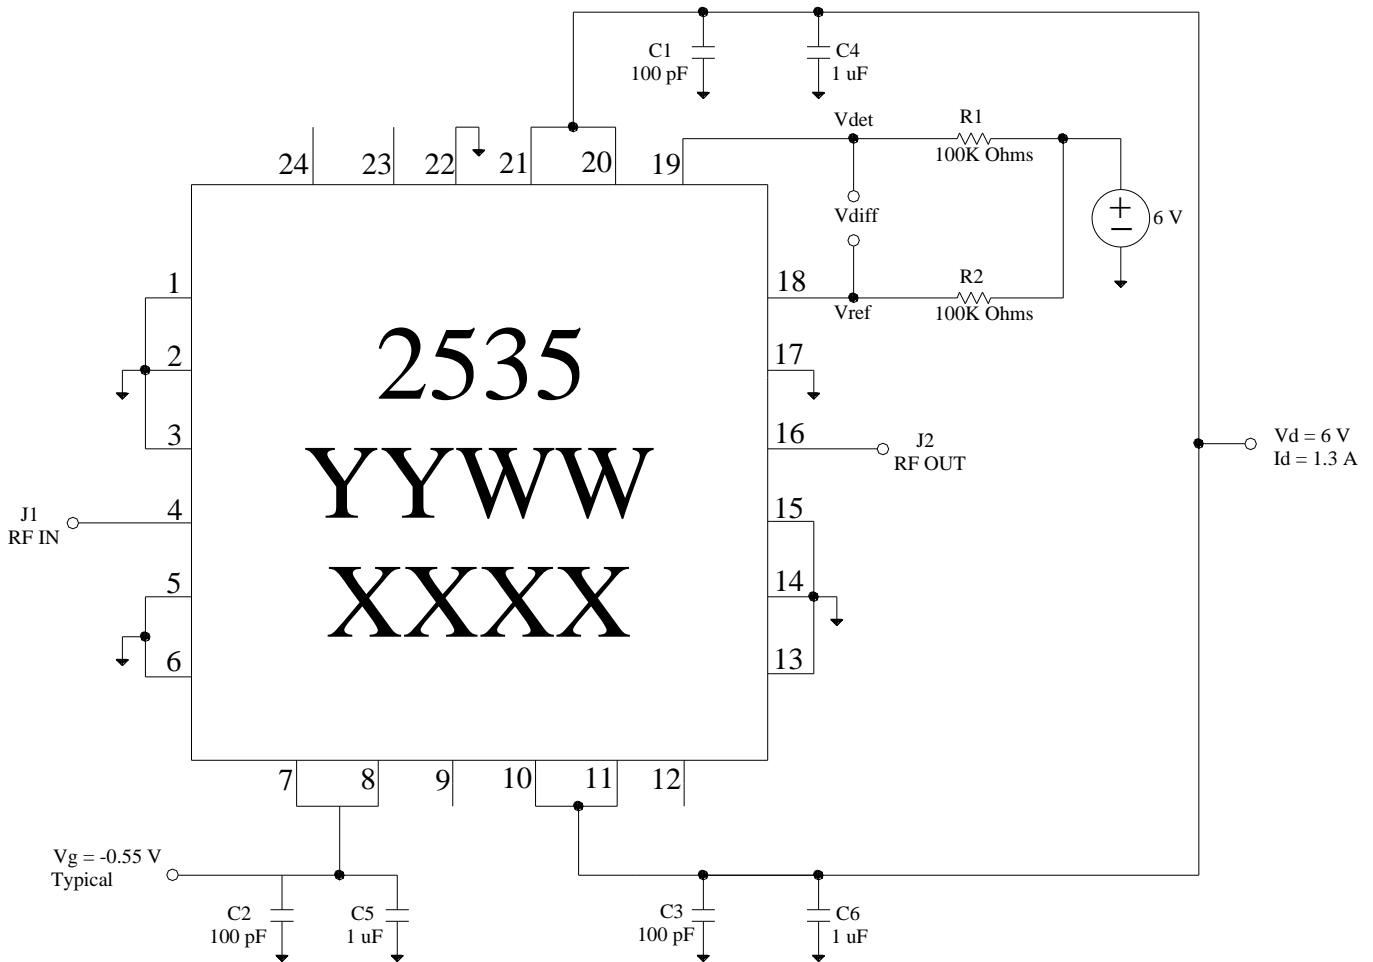 C1
100 pF
C4
1 uF
24
23
22
21
20
19
Vdet
R1
100K Ohms
Vdiff
6 V
1
18
R2
100K Ohms
Vref
2
17
3
16
J2
RF OUT
Vd = 6 V
Id = 1.3 A
2535
YYWW
XXXX
J1
RF IN
4
15
5
14
6
13
7
8
9
10
11
12
Vg = -0.55 V
Typical
C2
100 pF
C5
1 uF
C3
100 pF
C6
1 uF